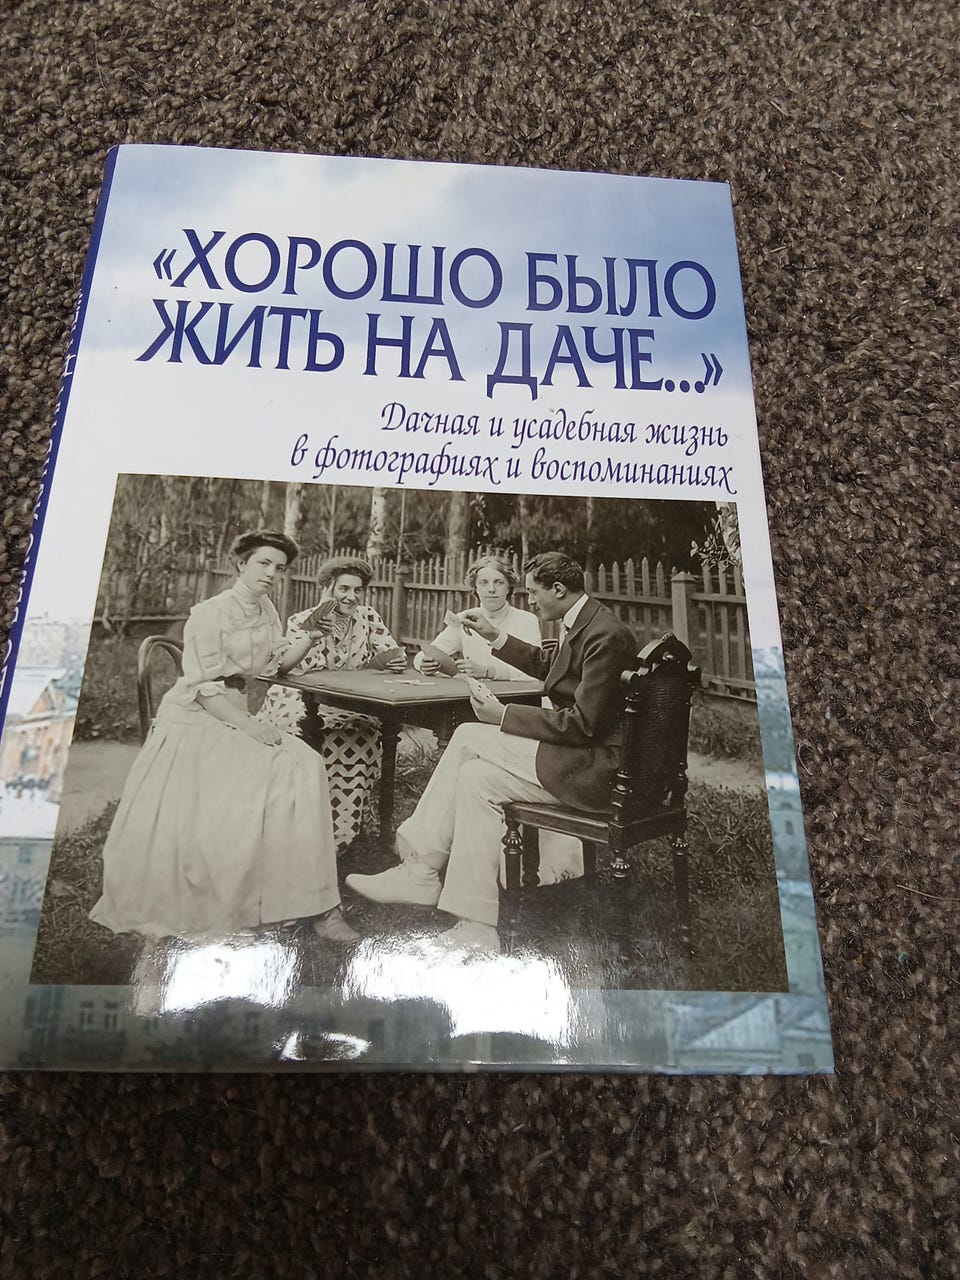 «ХОРОШО БЫЛО
ЖИТЬ НА ДАЧЕ...»
Дачная и усадебная жизнь
в фотографиях и воспоминаниях